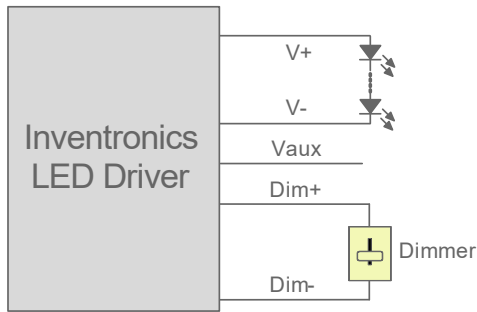 Inventronics
LED Driver
V+
V-
Vaux
Dim+
Dimmer
Dim-